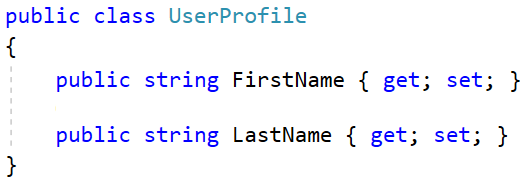 public class UserProfile
{
    public string FirstName { get; set; }
    public string LastName { get; set; }
}